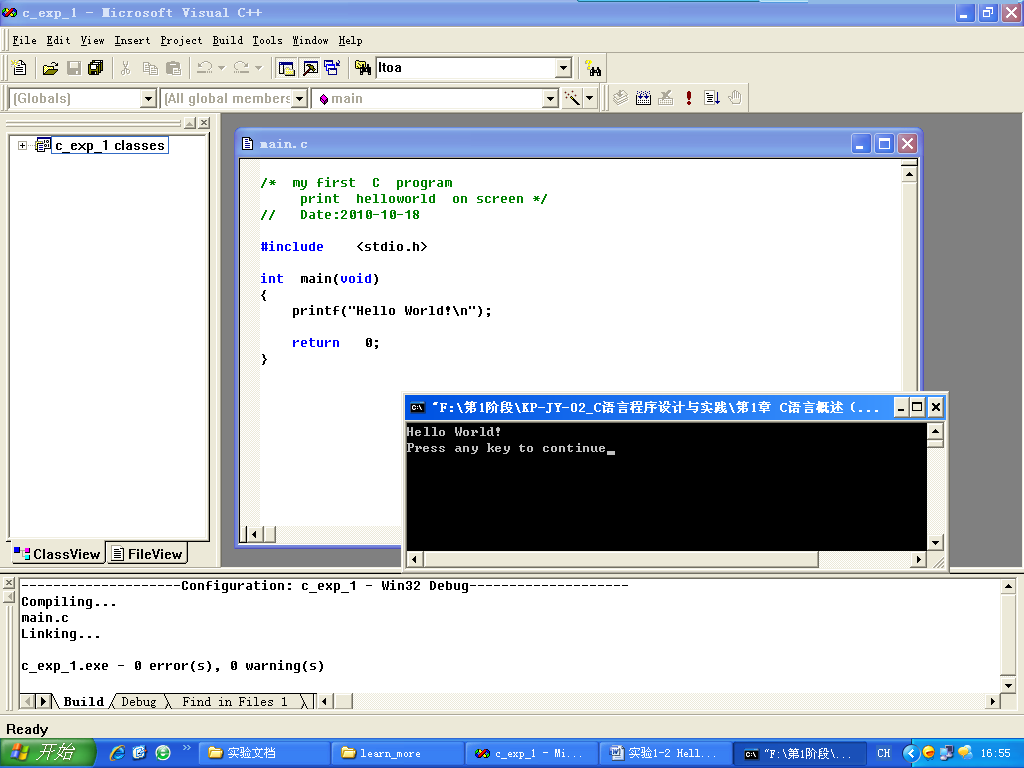 c_exp_1 - Microsoft Visual C++
File Edit View Insert Project Build Tools Window Help
ltoa
(Globals) (All global members main
c_exp_1 classes
main.c
/* my first C program
print helloworld on screen */
// Date:2010-10-18
#include <stdio.h>
int main(void)
{
printf("Hello World!\n");
return 0;
}
"F:\第1阶段\KP-JY-02_C语言程序设计与实践\第1章 C语言概述 (...
Hello World!
Press any key to continue_
ClassView FileView
--------------------Configuration: c_exp_1 - Win32 Debug--------------------
Compiling...
main.c
Linking...
c_exp_1.exe - 0 error(s), 0 warning(s)
Build Debug Find in Files 1
Ready
开始 » 实验文档 learn_more c_exp_1 - Mi... 实验1-2 Hell... "F:\第1阶段\... CH 16:55